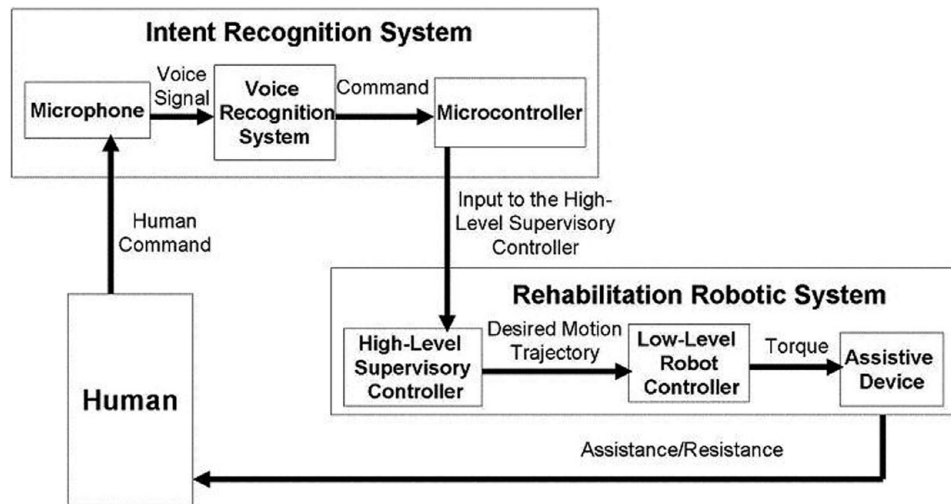 Intent Recognition System
Microphone
Voice
Signal
Voice
Recognition
System
Command
Microcontroller
Human
Command
Input to the High-
Level Supervisory
Controller
Rehabilitation Robotic System
High-Level
Supervisory
Controller
Desired Motion
Trajectory
Low-Level
Robot
Controller
Torque
Assistive
Device
Human
Assistance/Resistance